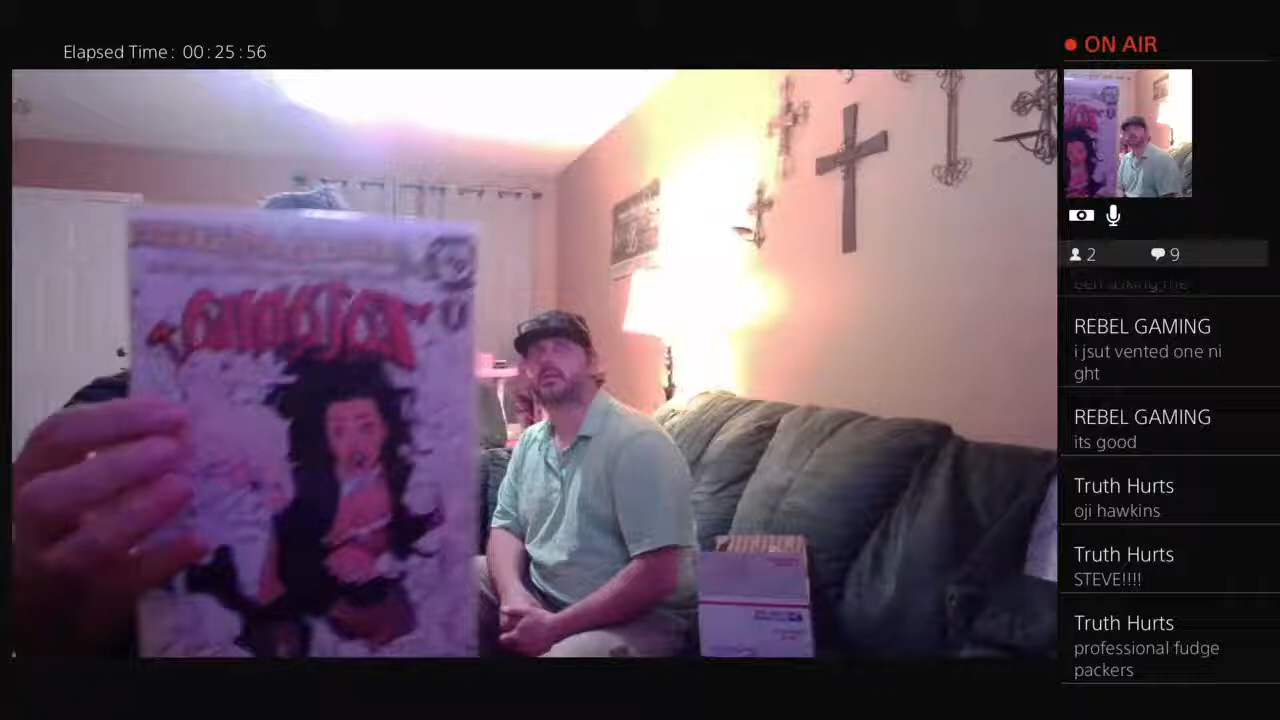 Elapsed Time: 00:25:56
ON AIR
2
9
REBEL GAMING
i jsut vented one ni
ght
REBEL GAMING
its good
Truth Hurts
oji hawkins
Truth Hurts
STEVE!!!!
Truth Hurts
professional fudge
packers